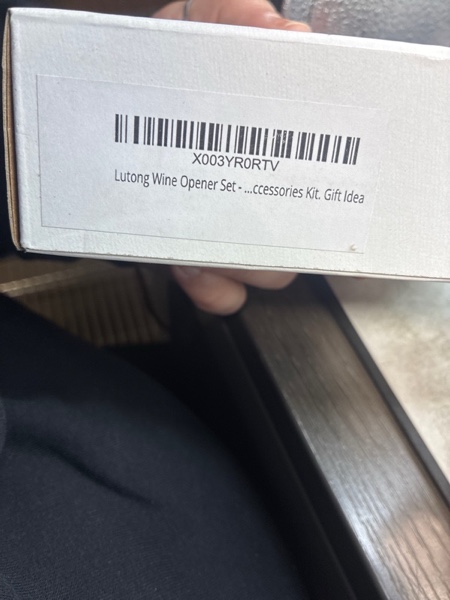 X003YR0RTV
Lutong Wine Opener Set - ...ccessories Kit. Gift Idea